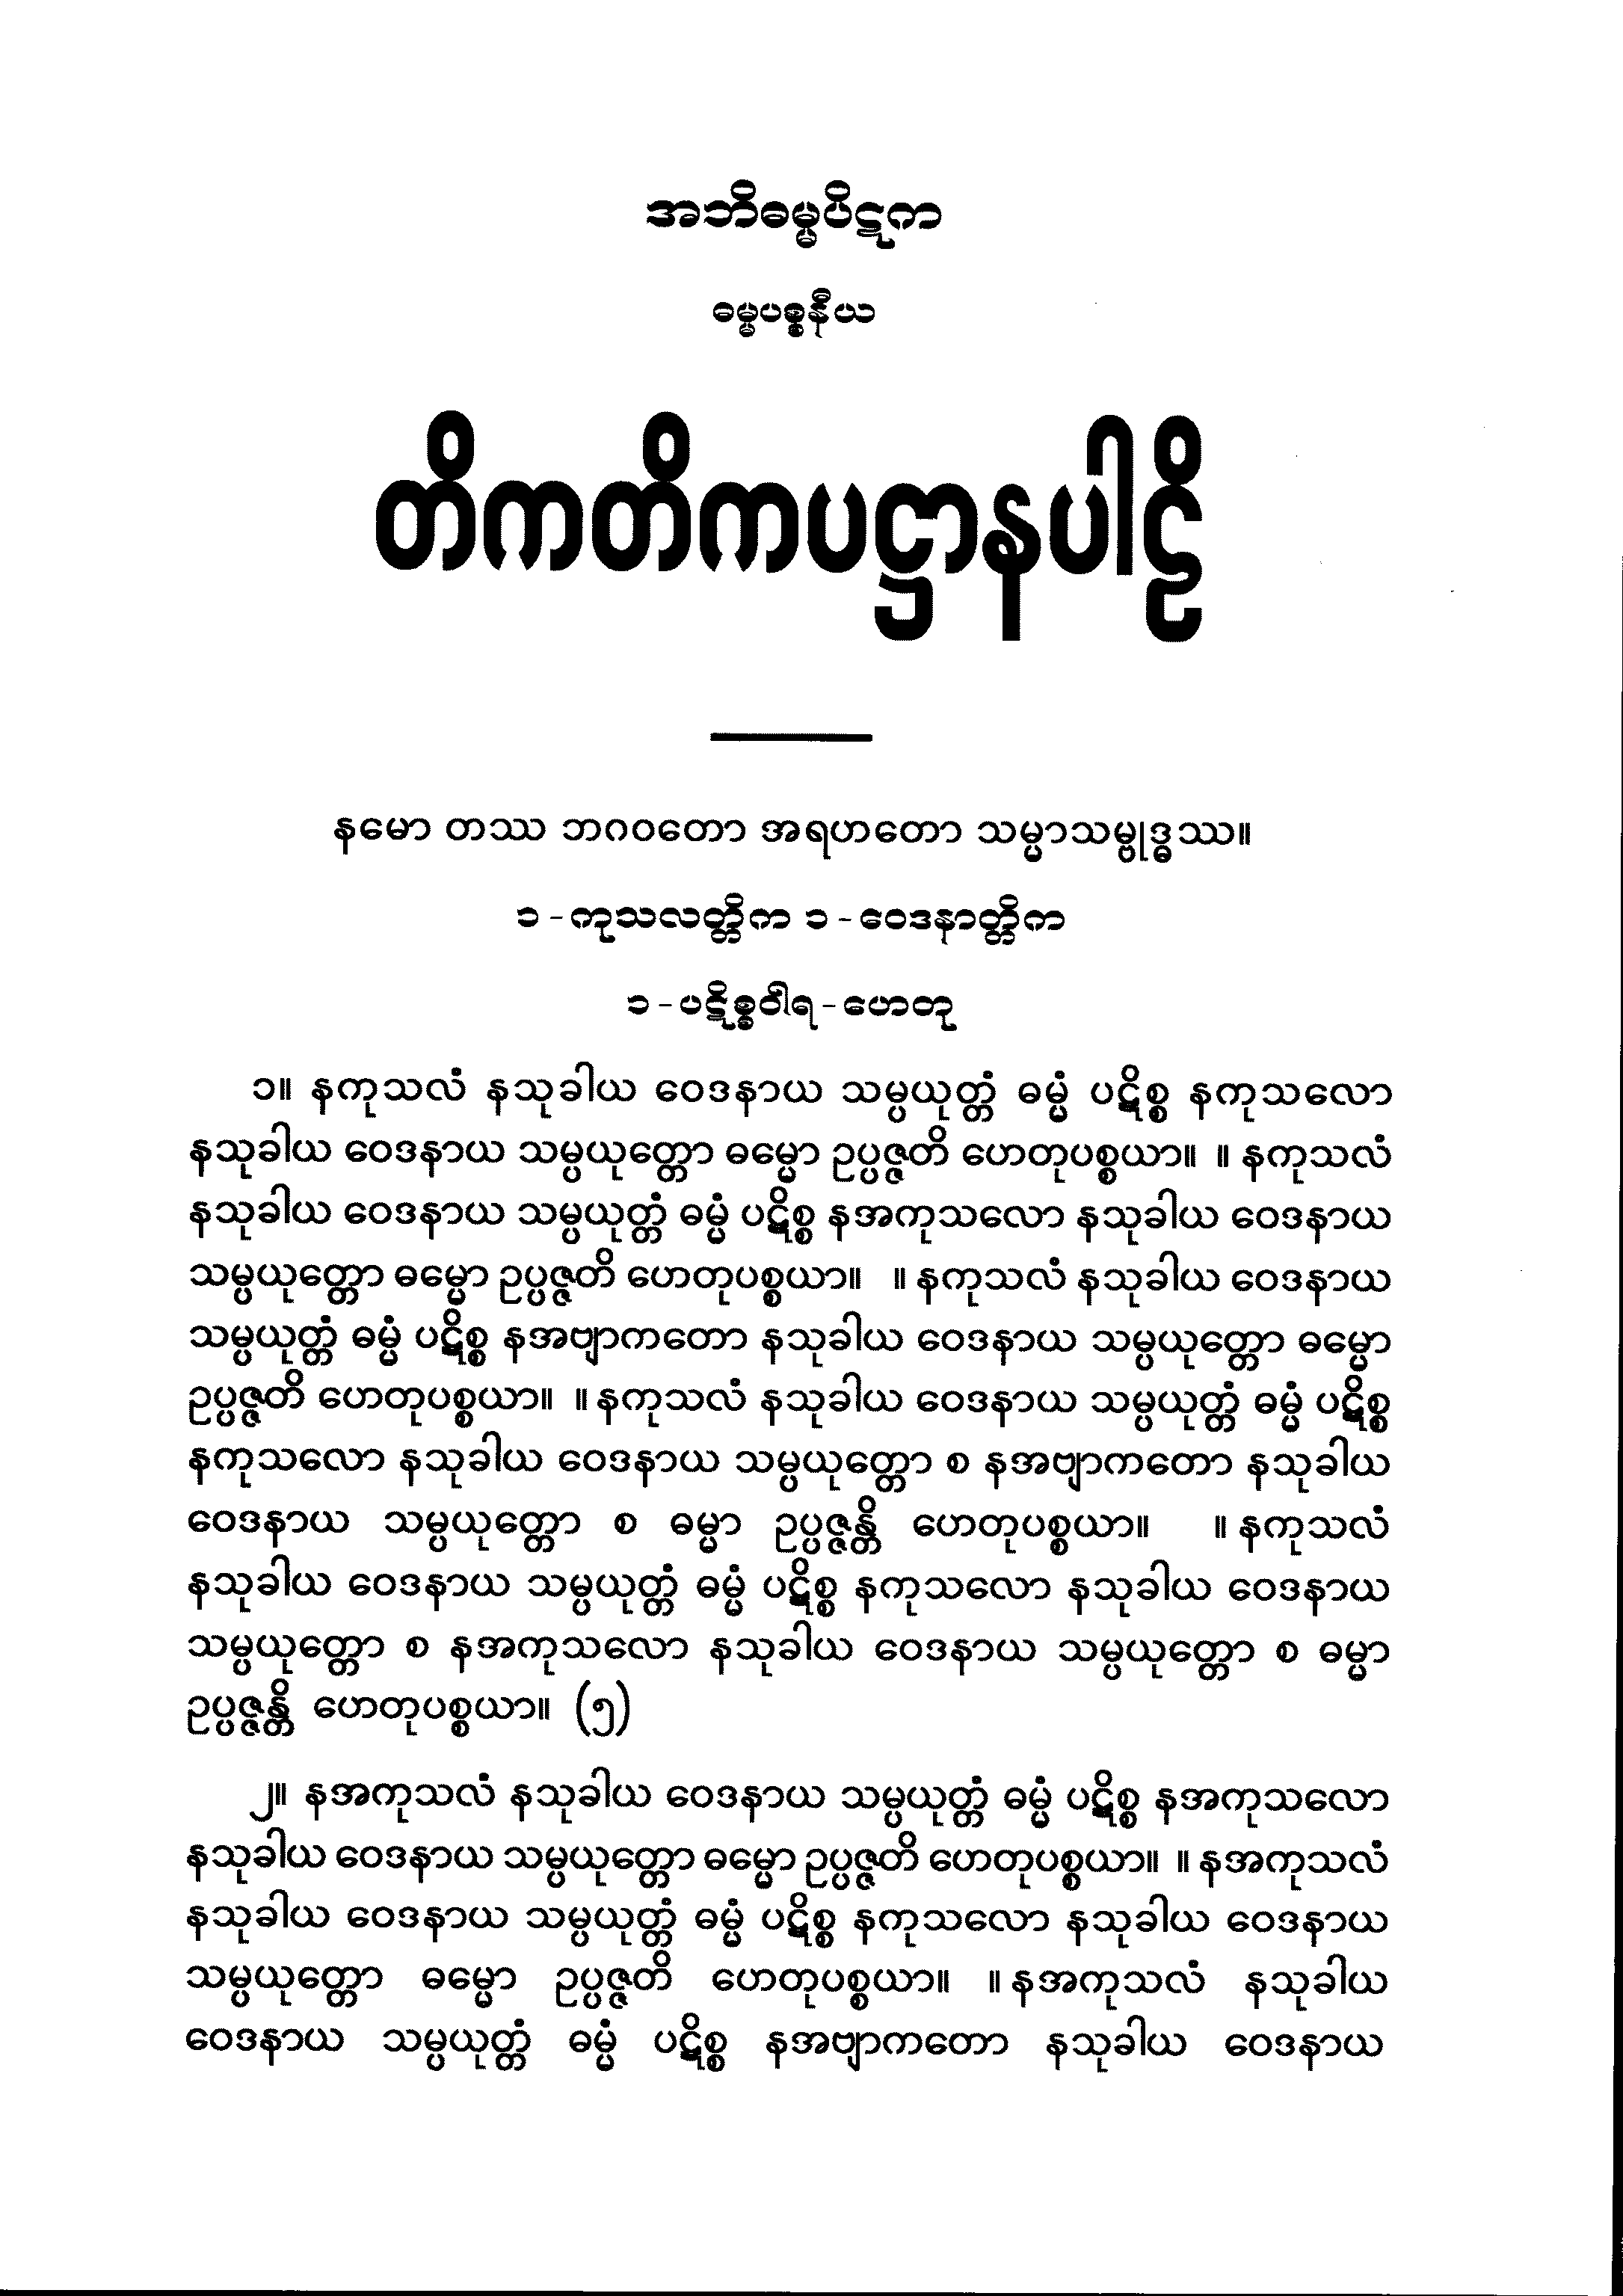 အဘိဓမ္မပိဋက
ဓမ္မပစ္စနီယ
တိကတိကပဋ္ဌာနပါဠိ
နမော တဿ ဘဂဝတော အရဟတော သမ္မာသမ္ဗုဒ္ဓဿ။
၁-ကုသလတ္တိက ၁-ဝေဒနာတ္တိက
၁-ပဋိစ္စဝါရ-ဟေတု
၁။ နကုသလံ နသုခါယ ဝေဒနာယ သမ္ပယုတ္တံ ဓမ္မံ ပဋိစ္စ နကုသလော
နသုခါယ ဝေဒနာယ သမ္ပယုတ္တော ဓမ္မော ဥပ္ပဇ္ဇတိ ဟေတုပစ္စယာ။ ။ နကုသလံ
နသုခါယ ဝေဒနာယ သမ္ပယုတ္တံ ဓမ္မံ ပဋိစ္စ နအကုသလော နသုခါယ ဝေဒနာယ
သမ္ပယုတ္တော ဓမ္မော ဥပ္ပဇ္ဇတိ ဟေတုပစ္စယာ။ ။ နကုသလံ နသုခါယ ဝေဒနာယ
သမ္ပယုတ္တံ ဓမ္မံ ပဋိစ္စ နအဗျာကတော နသုခါယ ဝေဒနာယ သမ္ပယုတ္တော ဓမ္မော
ဥပ္ပဇ္ဇတိ ဟေတုပစ္စယာ။ ။ နကုသလံ နသုခါယ ဝေဒနာယ သမ္ပယုတ္တံ ဓမ္မံ ပဋိစ္စ
နကုသလော နသုခါယ ဝေဒနာယ သမ္ပယုတ္တော စ နအဗျာကတော နသုခါယ
ဝေဒနာယ သမ္ပယုတ္တော စ ဓမ္မာ ဥပ္ပဇ္ဇန္တိ ဟေတုပစ္စယာ။ ။ နကုသလံ
နသုခါယ ဝေဒနာယ သမ္ပယုတ္တံ ဓမ္မံ ပဋိစ္စ နကုသလော နသုခါယ ဝေဒနာယ
သမ္ပယုတ္တော စ နအကုသလော နသုခါယ ဝေဒနာယ သမ္ပယုတ္တော စ ဓမ္မာ
ဥပ္ပဇ္ဇန္တိ ဟေတုပစ္စယာ။ (၅)
၂။ နအကုသလံ နသုခါယ ဝေဒနာယ သမ္ပယုတ္တံ ဓမ္မံ ပဋိစ္စ နအကုသလော
နသုခါယ ဝေဒနာယ သမ္ပယုတ္တော ဓမ္မော ဥပ္ပဇ္ဇတိ ဟေတုပစ္စယာ။ ။ နအကုသလံ
နသုခါယ ဝေဒနာယ သမ္ပယုတ္တံ ဓမ္မံ ပဋိစ္စ နကုသလော နသုခါယ ဝေဒနာယ
သမ္ပယုတ္တော ဓမ္မော ဥပ္ပဇ္ဇတိ ဟေတုပစ္စယာ။ ။ နအကုသလံ နသုခါယ
ဝေဒနာယ သမ္ပယုတ္တံ ဓမ္မံ ပဋိစ္စ နအဗျာကတော နသုခါယ ဝေဒနာယ